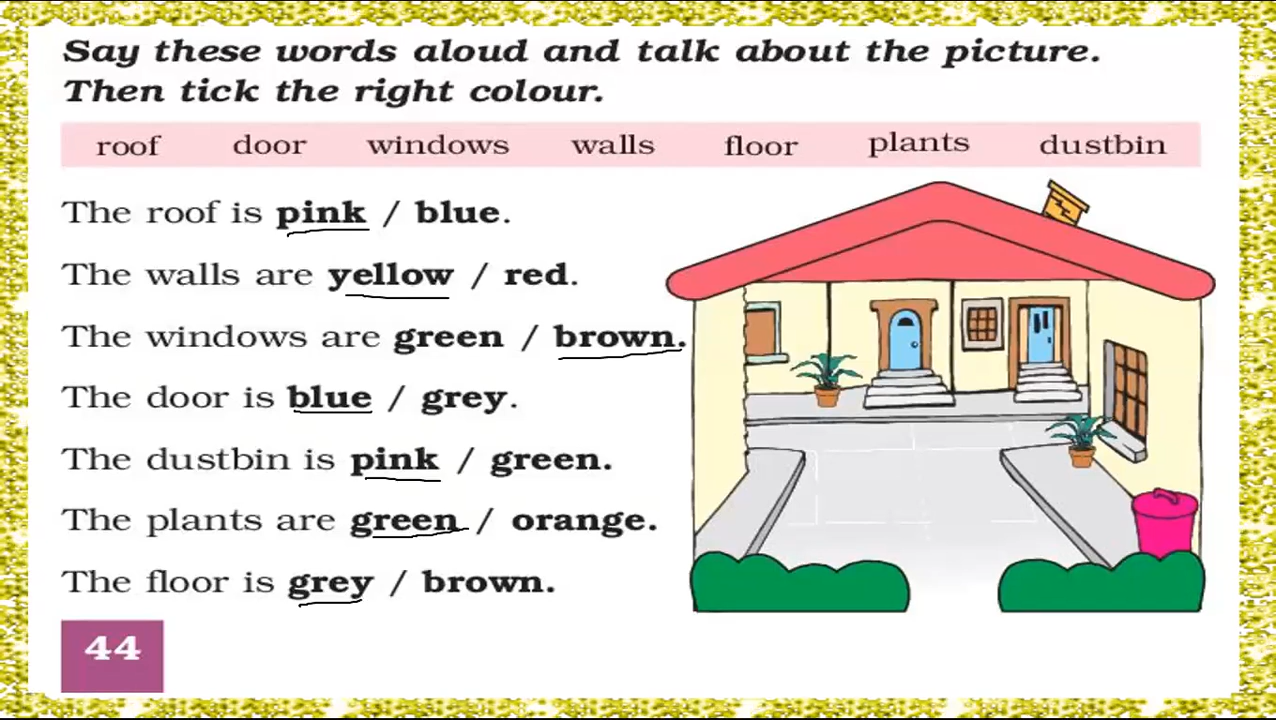 Say these words aloud and talk about the picture.
Then tick the right colour.
roof door windows walls floor plants dustbin
The roof is pink / blue.
The walls are yellow / red.
The windows are green / brown.
The door is blue / grey.
The dustbin is pink / green.
The plants are green / orange.
The floor is grey / brown.
44